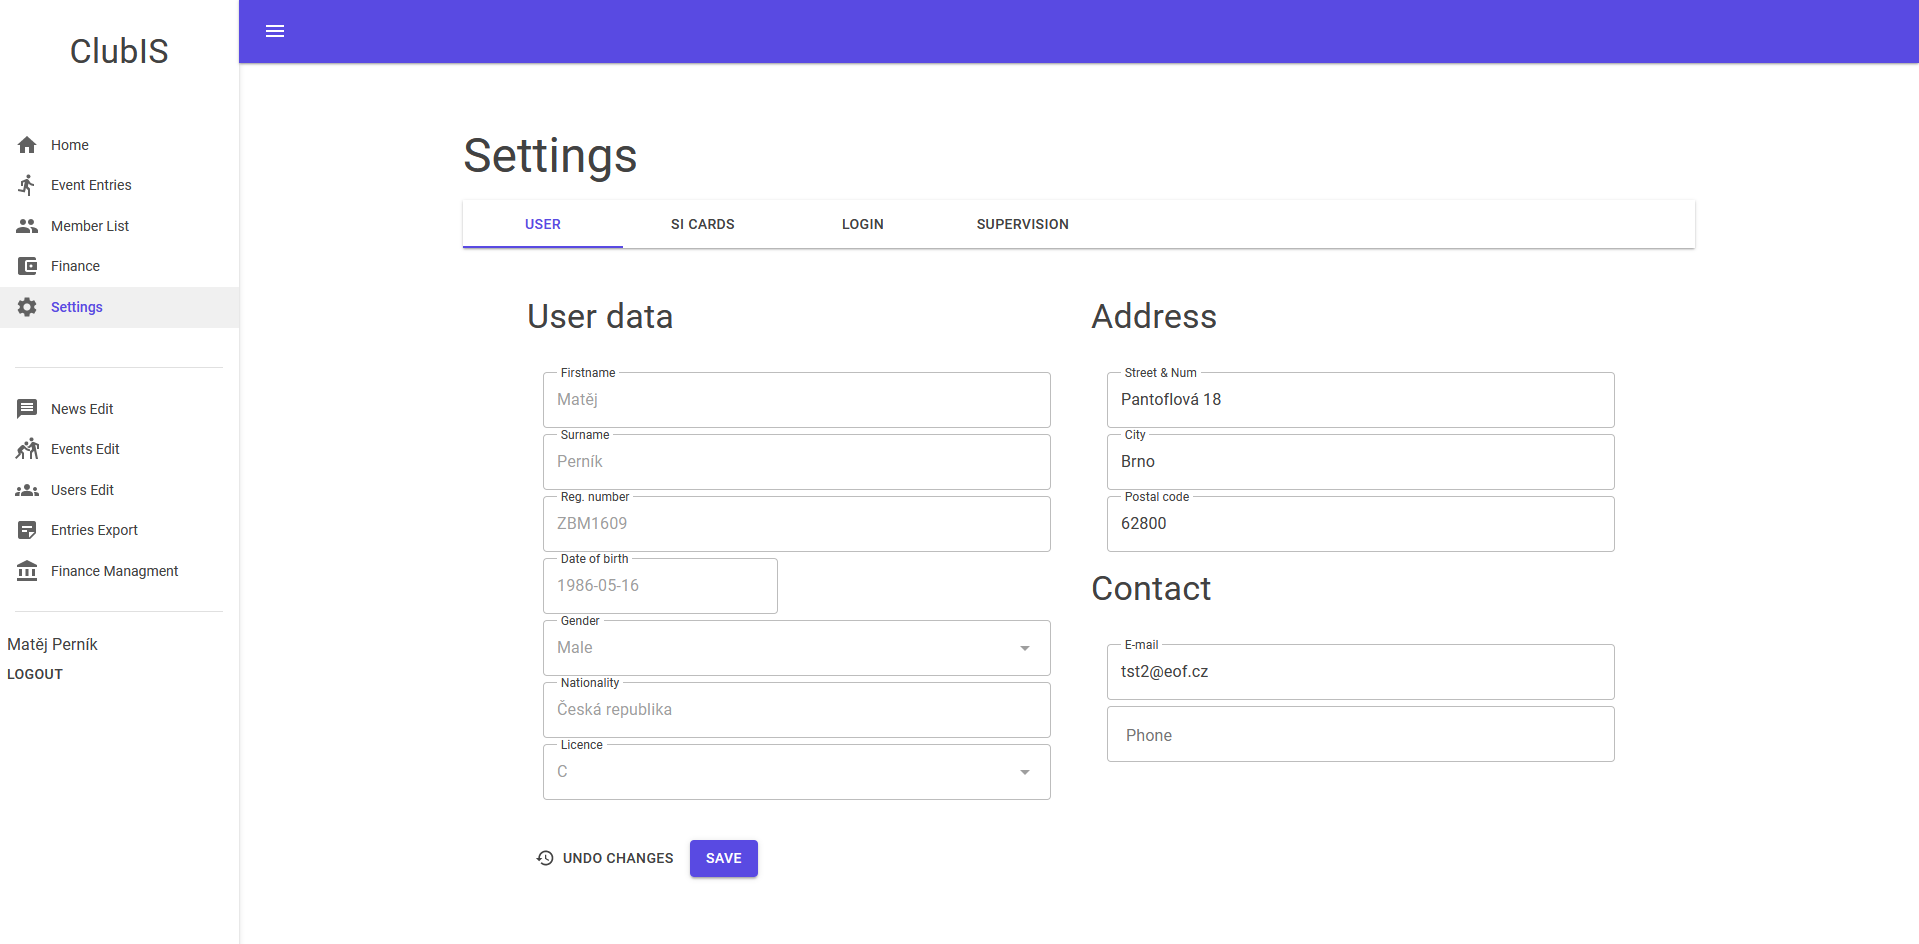 ClubIS
Home
Event Entries
Member List
Finance
Settings
News Edit
Events Edit
Users Edit
Entries Export
Finance Managment
Matěj Perník
LOGOUT
Settings
USER
SI CARDS
LOGIN
SUPERVISION
User data
Firstname
Matěj
Surname
Perník
Reg. number
ZBM1609
Date of birth
1986-05-16
Gender
Male
Nationality
Česká republika
Licence
C
UNDO CHANGES
SAVE
Address
Street & Num
Pantoflová 18
City
Brno
Postal code
62800
Contact
E-mail
tst2@eof.cz
Phone